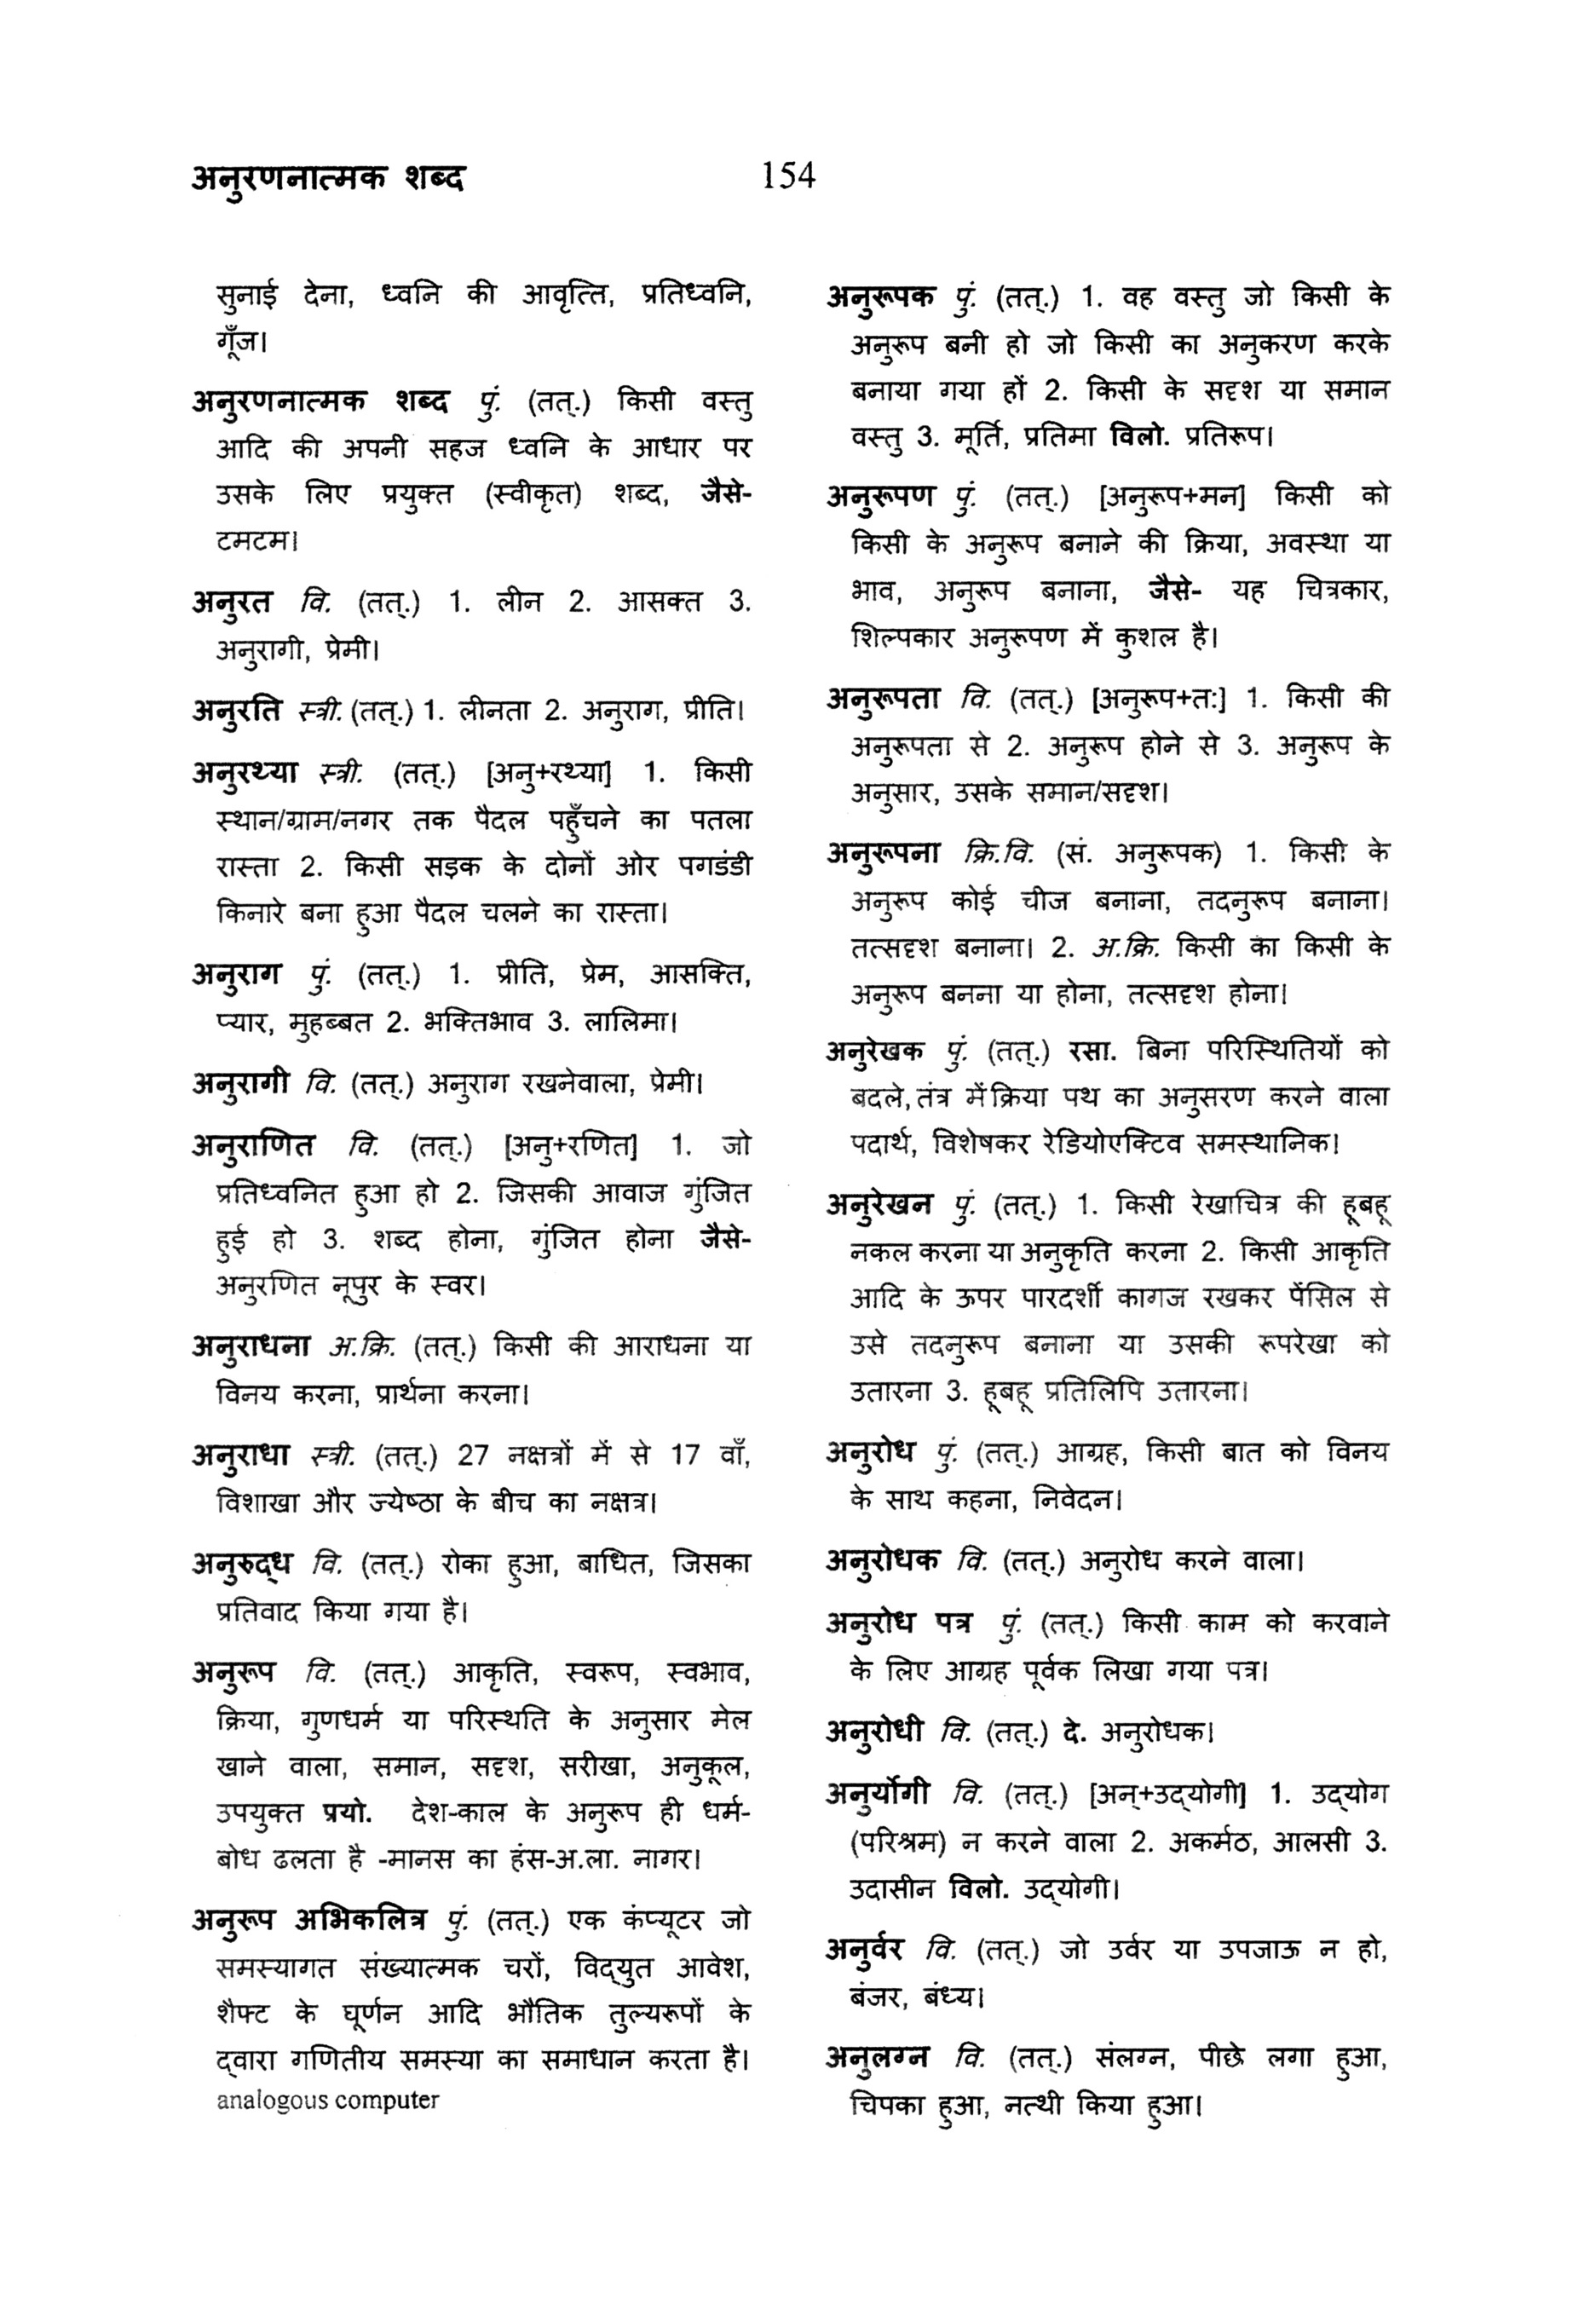 अनुरणनात्मक शब्द
154
सुनाई देना, ध्वनि की आवृत्ति, प्रतिध्वनि,
गूँज।
अनुरणनात्मक शब्द पुं. (तत्.) किसी वस्तु
आदि की अपनी सहज ध्वनि के आधार पर
उसके लिए प्रयुक्त (स्वीकृत) शब्द, जैसे-
टमटम।
अनुरत वि. (तत्.) 1. लीन 2. आसक्त 3.
अनुरागी, प्रेमी।
अनुरति स्त्री. (तत्.) 1. लीनता 2. अनुराग, प्रीति।
अनुरथ्या स्त्री. (तत्.) [अनु+रथ्या] 1. किसी
स्थान/ग्राम/नगर तक पैदल पहुँचने का पतला
रास्ता 2. किसी सड़क के दोनों ओर पगडंडी
किनारे बना हुआ पैदल चलने का रास्ता।
अनुराग पुं. (तत्.) 1. प्रीति, प्रेम, आसक्ति,
प्यार, मुहब्बत 2. भक्तिभाव 3. लालिमा।
अनुरागी वि. (तत्.) अनुराग रखनेवाला, प्रेमी।
अनुराणित वि. (तत्.) [अनु+रणित] 1. जो
प्रतिध्वनित हुआ हो 2. जिसकी आवाज गुंजित
हुई हो 3. शब्द होना, गुंजित होना जैसे-
अनुरणित नूपुर के स्वर।
अनुराधना अ.क्रि. (तत्.) किसी की आराधना या
विनय करना, प्रार्थना करना।
अनुराधा स्त्री. (तत्.) 27 नक्षत्रों में से 17 वाँ,
विशाखा और ज्येष्ठा के बीच का नक्षत्र।
अनुरुद्ध वि. (तत्.) रोका हुआ, बाधित, जिसका
प्रतिवाद किया गया है।
अनुरूप वि. (तत्.) आकृति, स्वरूप, स्वभाव,
क्रिया, गुणधर्म या परिस्थति के अनुसार मेल
खाने वाला, समान, सदृश, सरीखा, अनुकूल,
उपयुक्त प्रयो. देश-काल के अनुरूप ही धर्म-
बोध ढलता है -मानस का हंस-अ.ला. नागर।
अनुरूप अभिकलित्र पुं. (तत्.) एक कंप्यूटर जो
समस्यागत संख्यात्मक चरों, विद्युत आवेश,
शैफ्ट के घूर्णन आदि भौतिक तुल्यरूपों के
द्वारा गणितीय समस्या का समाधान करता है।
analogous computer
अनुरूपक पुं. (तत्.) 1. वह वस्तु जो किसी के
अनुरूप बनी हो जो किसी का अनुकरण करके
बनाया गया हों 2. किसी के सदृश या समान
वस्तु 3. मूर्ति, प्रतिमा विलो. प्रतिरूप।
अनुरूपण पुं. (तत्.) [अनुरूप+मन] किसी को
किसी के अनुरूप बनाने की क्रिया, अवस्था या
भाव, अनुरूप बनाना, जैसे- यह चित्रकार,
शिल्पकार अनुरूपण में कुशल है।
अनुरूपता वि. (तत्.) [अनुरूप+त:] 1. किसी की
अनुरूपता से 2. अनुरूप होने से 3. अनुरूप के
अनुसार, उसके समान/सदृश।
अनुरूपना क्रि.वि. (सं. अनुरूपक) 1. किसी के
अनुरूप कोई चीज बनाना, तदनुरूप बनाना।
तत्सदृश बनाना। 2. अ.क्रि. किसी का किसी के
अनुरूप बनना या होना, तत्सदृश होना।
अनुरेखक पुं. (तत्.) रसा. बिना परिस्थितियों को
बदले, तंत्र में क्रिया पथ का अनुसरण करने वाला
पदार्थ, विशेषकर रेडियोएक्टिव समस्थानिक।
अनुरेखन पुं. (तत्.) 1. किसी रेखाचित्र की हूबहू
नकल करना या अनुकृति करना 2. किसी आकृति
आदि के ऊपर पारदर्शी कागज रखकर पेंसिल से
उसे तदनुरूप बनाना या उसकी रूपरेखा को
उतारना 3. हूबहू प्रतिलिपि उतारना।
अनुरोध पुं. (तत्.) आग्रह, किसी बात को विनय
के साथ कहना, निवेदन।
अनुरोधक वि. (तत्.) अनुरोध करने वाला।
अनुरोध पत्र पुं. (तत्.) किसी काम को करवाने
के लिए आग्रह पूर्वक लिखा गया पत्र।
अनुरोधी वि. (तत्.) दे. अनुरोधक।
अनुर्योगी वि. (तत्.) [अन्+उद्योगी] 1. उद्योग
(परिश्रम) न करने वाला 2. अकर्मठ, आलसी 3.
उदासीन विलो. उद्योगी।
अनुर्वर वि. (तत्.) जो उर्वर या उपजाऊ न हो,
बंजर, बंध्य।
अनुलग्न वि. (तत्.) संलग्न, पीछे लगा हुआ,
चिपका हुआ, नत्थी किया हुआ।